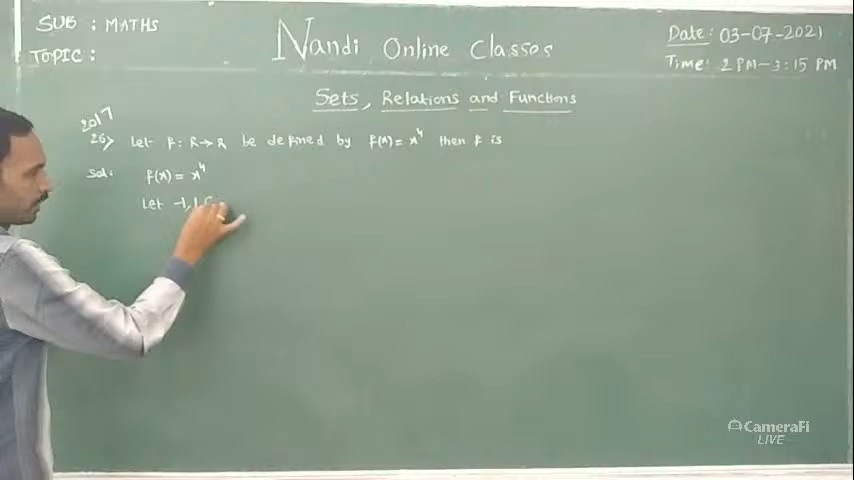 SUB : MATHS
TOPIC :
Nandi Online Classes
Date: 03-07-2021
Time: 2 PM-3:15 PM
Sets, Relations and Functions
2017
26) Let f: R→R be defined by f(x) = x⁴ then f is
Sol: f(x) = x⁴
Let -1, 1 ∈
CameraFi
LIVE